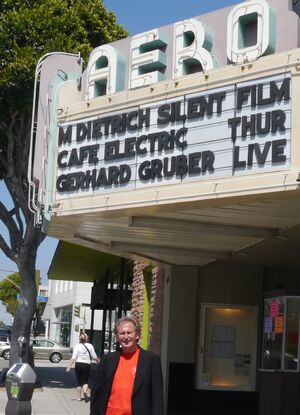 AERO
M DIETRICH SILENT FILM
CAFE ELECTRIC THUR
GERHARD GRUBER LIVE